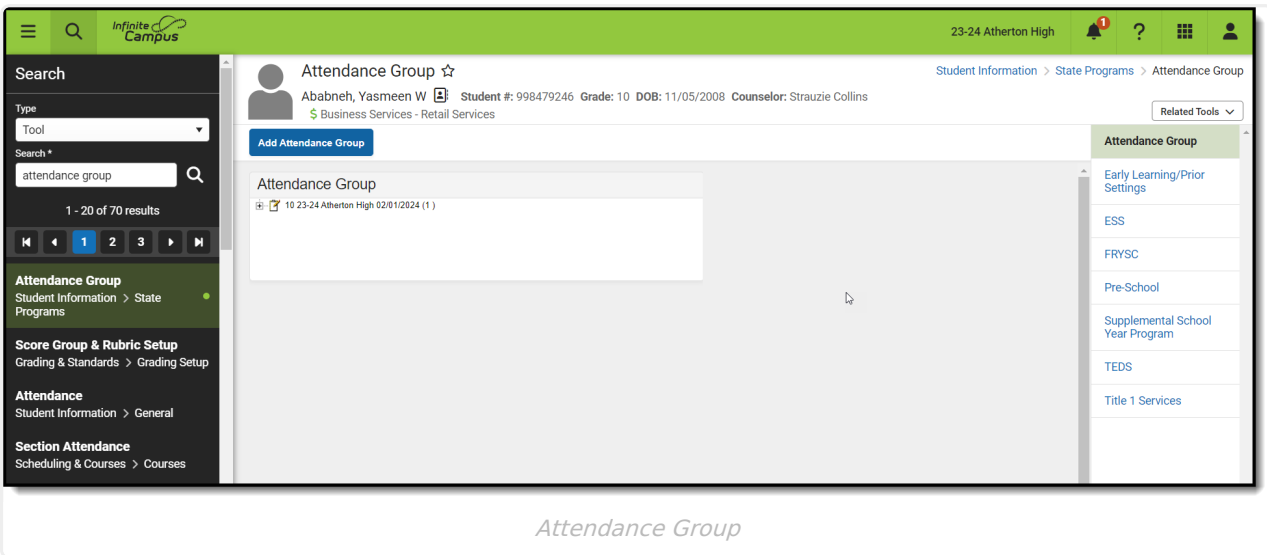 Infinite Campus
23-24 Atherton High
1
?
Search
Type
Tool
Search *
attendance group
1 - 20 of 70 results
1 2 3
Attendance Group
Student Information > State
Programs
Score Group & Rubric Setup
Grading & Standards > Grading Setup
Attendance
Student Information > General
Section Attendance
Scheduling & Courses > Courses
Attendance Group
Student Information > State Programs > Attendance Group
Ababneh, Yasmeen W Student #: 998479246 Grade: 10 DOB: 11/05/2008 Counselor: Strauzie Collins
$ Business Services - Retail Services
Related Tools
Add Attendance Group
Attendance Group
10 23-24 Atherton High 02/01/2024 (1 )
Attendance Group
Early Learning/Prior
Settings
ESS
FRYSC
Pre-School
Supplemental School
Year Program
TEDS
Title 1 Services
Attendance Group